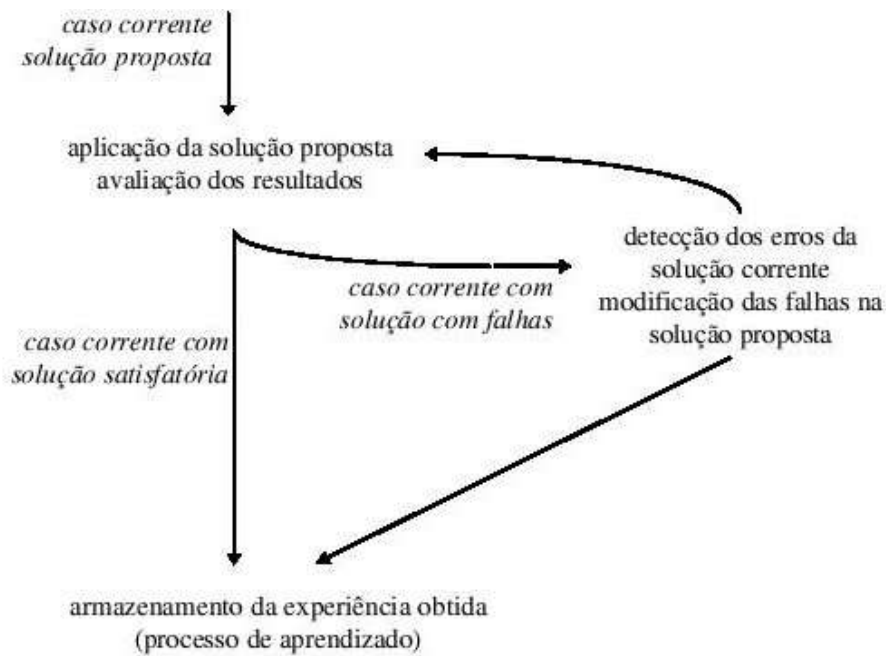 caso corrente
solução proposta
aplicação da solução proposta
avaliação dos resultados
detecção dos erros da
solução corrente
modificação das falhas na
solução proposta
caso corrente com
solução com falhas
caso corrente com
solução satisfatória
armazenamento da experiência obtida
(processo de aprendizado)